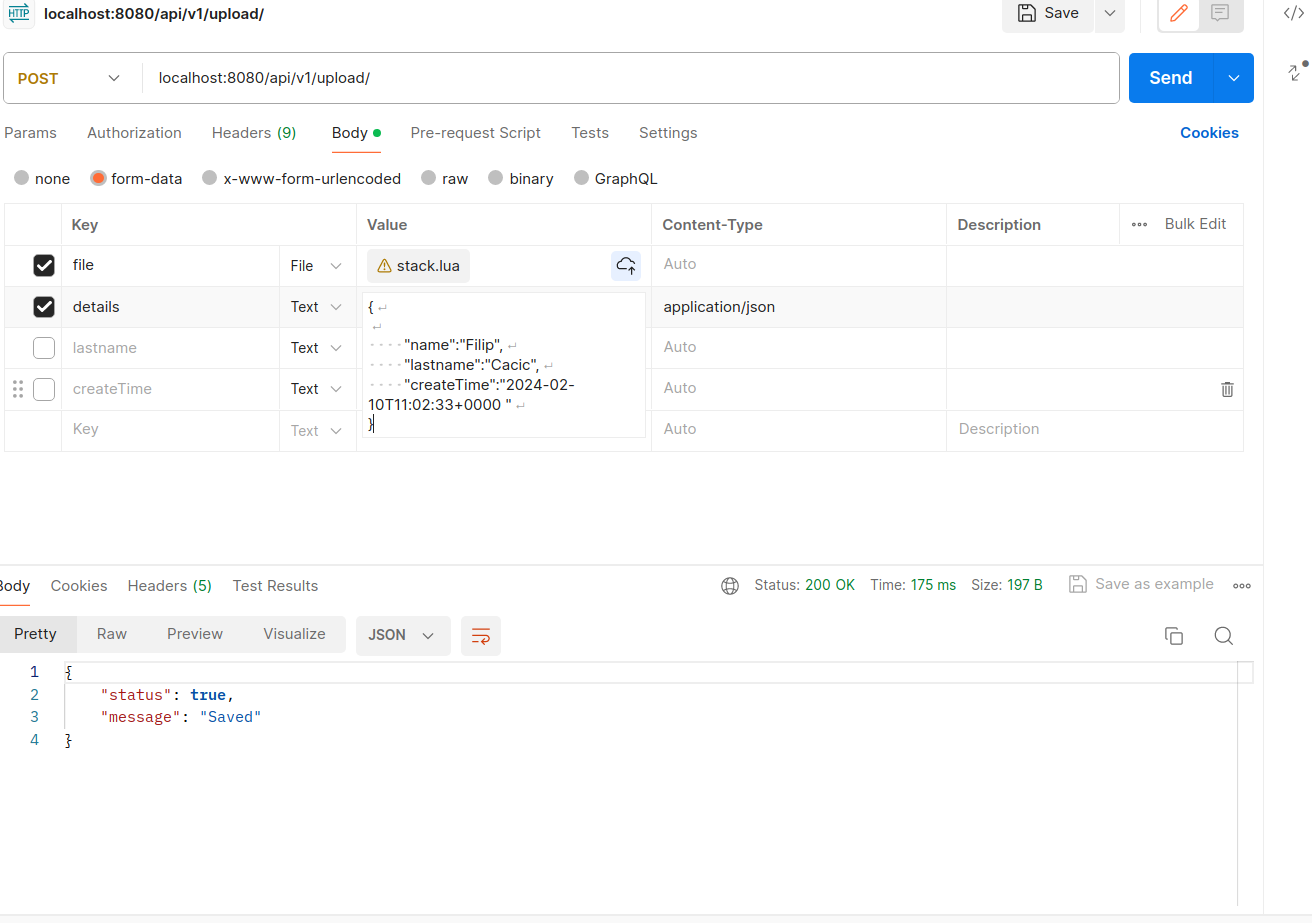 HTTP localhost:8080/api/v1/upload/ Save
POST localhost:8080/api/v1/upload/ Send
Params Authorization Headers (9) Body Pre-request Script Tests Settings Cookies
none form-data x-www-form-urlencoded raw binary GraphQL
Key Value Content-Type Description Bulk Edit
file File stack.lua Auto
details Text { application/json
"name":"Filip",
lastname Text Auto
"lastname":"Cacic",
createTime Text "createTime":"2024-02- Auto
10T11:02:33+0000 "
Key Text } Auto Description
Body Cookies Headers (5) Test Results Status: 200 OK Time: 175 ms Size: 197 B Save as example
Pretty Raw Preview Visualize JSON
1 {
2 "status": true,
3 "message": "Saved"
4 }